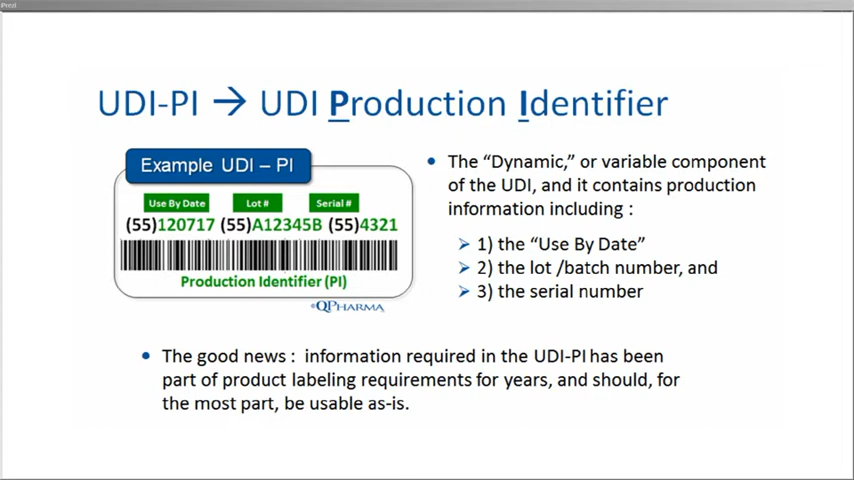 Prezi
UDI-PI → UDI Production Identifier
Example UDI – PI
Use By Date Lot # Serial #
(55)120717 (55)A12345B (55)4321
Production Identifier (PI)
QPHARMA
• The “Dynamic,” or variable component
of the UDI, and it contains production
information including :
➢ 1) the “Use By Date”
➢ 2) the lot /batch number, and
➢ 3) the serial number
• The good news : information required in the UDI-PI has been
part of product labeling requirements for years, and should, for
the most part, be usable as-is.